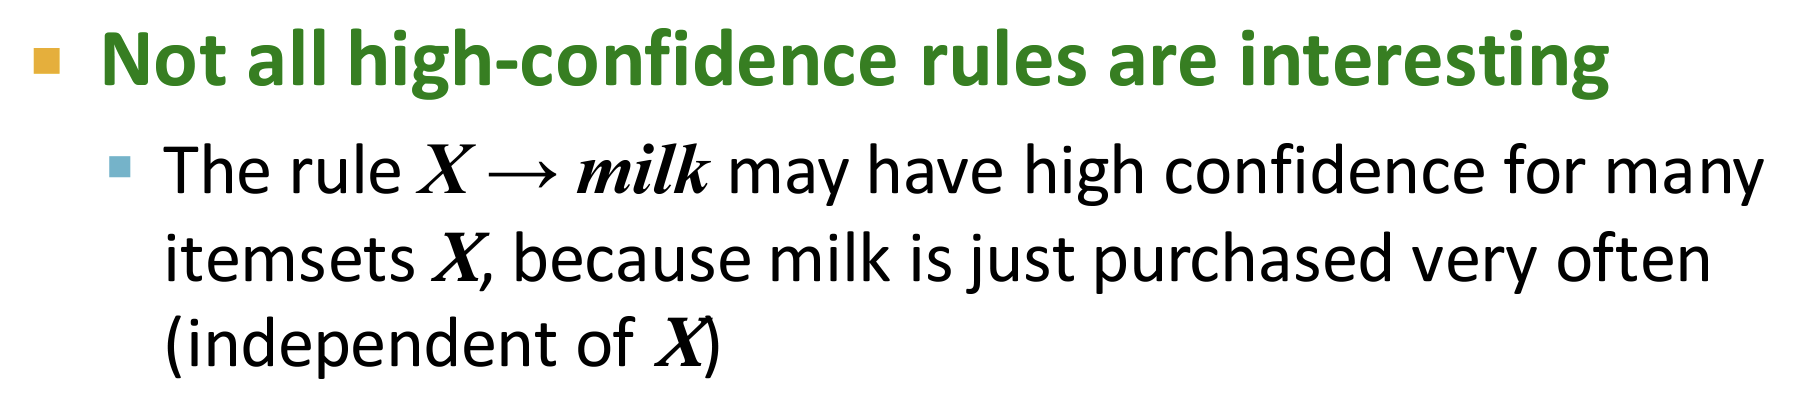 Not all high-confidence rules are interesting
The rule X → milk may have high confidence for many
itemsets X, because milk is just purchased very often
(independent of X)